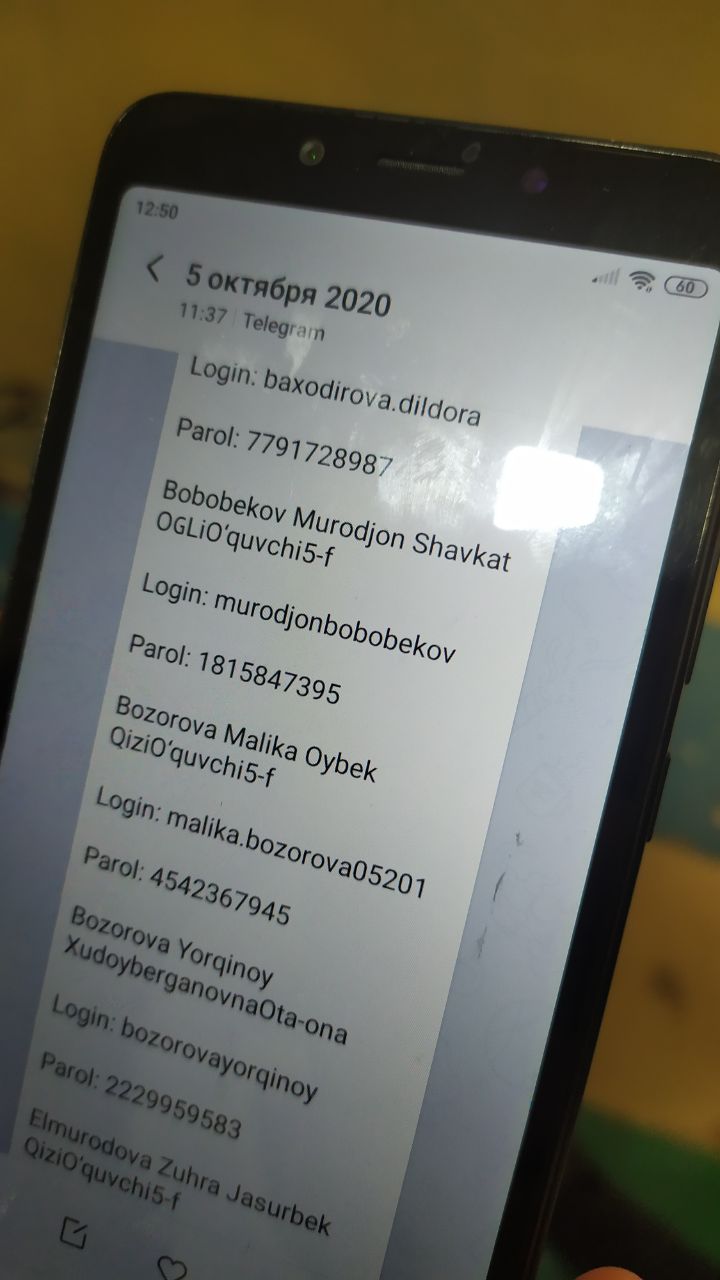 12:50
60
5 октября 2020
11:37 Telegram
Login: baxodirova.dildora
Parol: 7791728987
Bobobekov Murodjon Shavkat
OGLiO‘quvchi5-f
Login: murodjonbobobekov
Parol: 1815847395
Bozorova Malika Oybek
QiziO‘quvchi5-f
Login: malika.bozorova05201
Parol: 4542367945
Bozorova Yorqinoy
XudoyberganovnaOta-ona
Login: bozorovayorqinoy
Parol: 2229959583
Elmurodova Zuhra Jasurbek
QiziO‘quvchi5-f